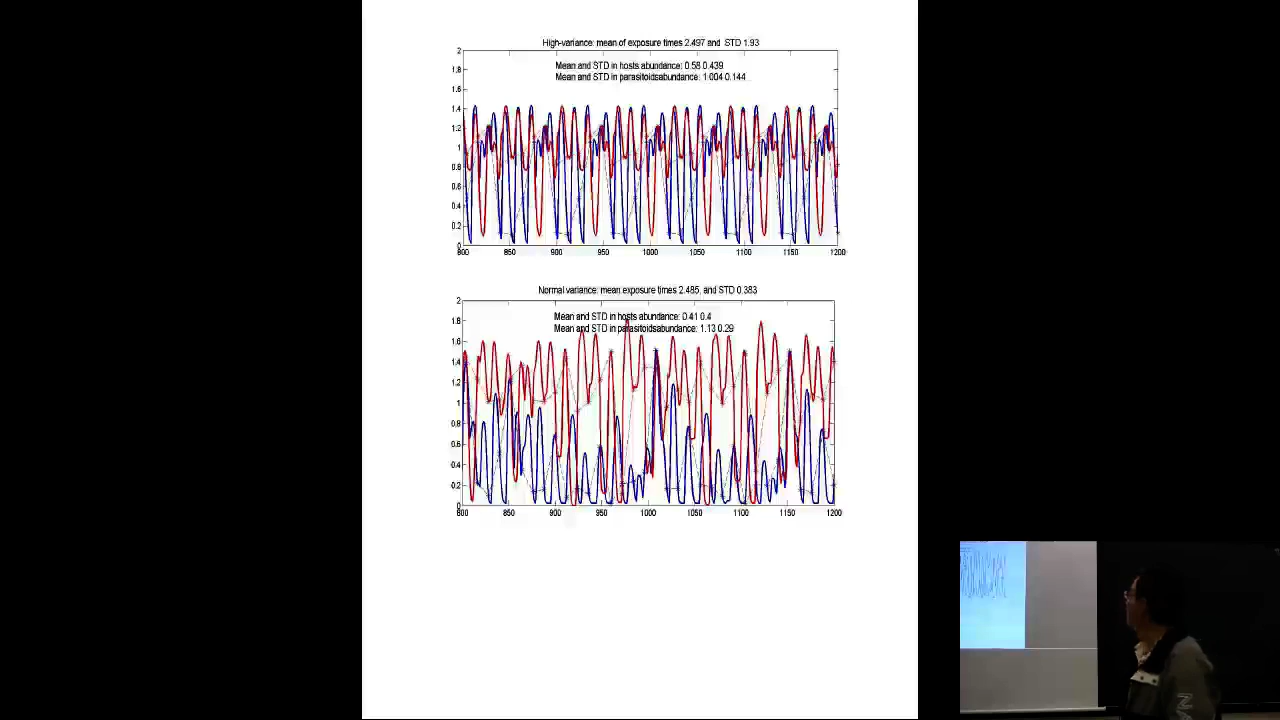 High-variance: mean of exposure times 2.497 and STD 1.93
Mean and STD in hosts abundance: 0.58 0.439
Mean and STD in parasitoidsabundance: 1.004 0.144
2
1.8
1.6
1.4
1.2
1
0.8
0.6
0.4
0.2
0
800 850 900 950 1000 1050 1100 1150 1200
Normal variance: mean exposure times 2.485, and STD 0.383
Mean and STD in hosts abundance: 0.41 0.4
Mean and STD in parasitoidsabundance: 1.13 0.29
2
1.8
1.6
1.4
1.2
1
0.8
0.6
0.4
0.2
0
800 850 900 950 1000 1050 1100 1150 1200